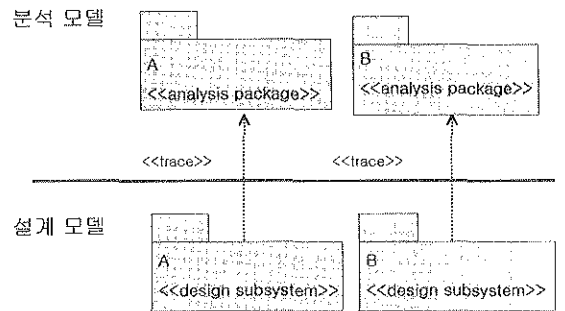 분석 모델
A
<<analysis package>>
B
<<analysis package>>
<<trace>>
<<trace>>
설계 모델
A
<<design subsystem>>
B
<<design subsystem>>